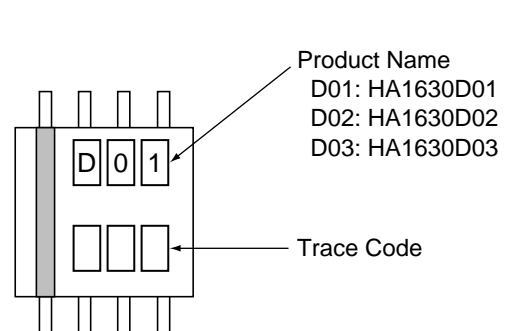 Product Name
D01: HA1630D01
D02: HA1630D02
D03: HA1630D03
D 0 1
Trace Code